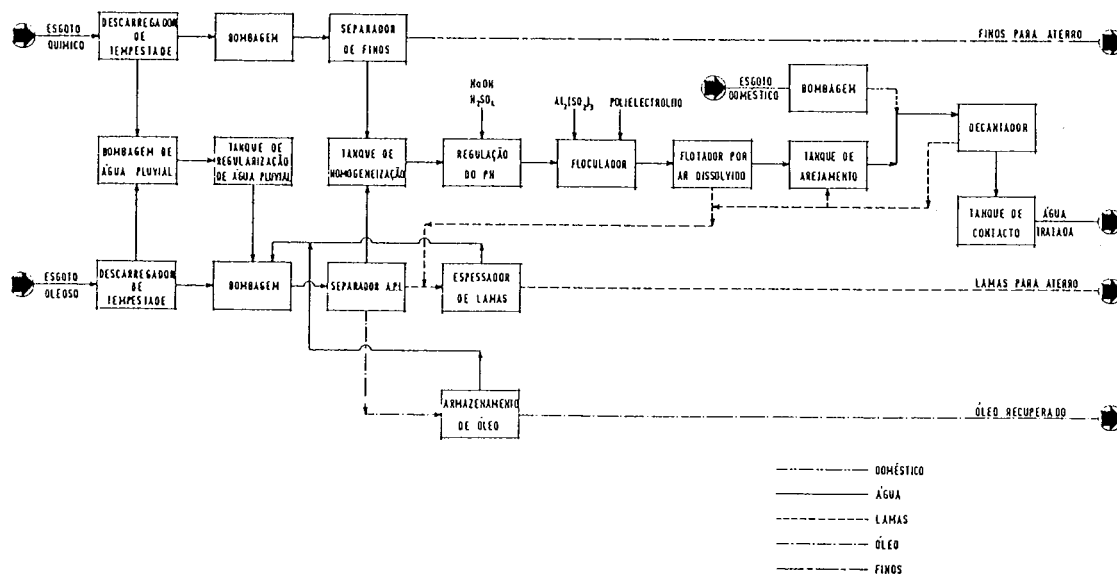 ESGOTO
QUÍMICO
DESCARREGADOR
DE
TEMPESTADE
BOMBAGEM
SEPARADOR
DE FINOS
FINOS PARA ATERRO
BOMBAGEM DE
ÁGUA PLUVIAL
TANQUE DE
REGULARIZAÇÃO
DE ÁGUA PLUVIAL
TANQUE DE
HOMOGENEIZAÇÃO
NaOH
H2SO4
REGULAÇÃO
DO PH
Al2(SO2)3
POLIELECTROLITO
FLOCULADOR
FLOTADOR POR
AR DISSOLVIDO
ESGOTO
DOMÉSTICO
BOMBAGEM
TANQUE DE
AREJAMENTO
DECANTADOR
TANQUE DE
CONTACTO
ÁGUA
TRATADA
ESGOTO
OLEOSO
DESCARREGADOR
DE
TEMPESTADE
BOMBAGEM
SEPARADOR A.P.I.
ESPESSADOR
DE LAMAS
LAMAS PARA ATERRO
ARMAZENAMENTO
DE ÓLEO
ÓLEO RECUPERADO
DOMÉSTICO
ÁGUA
LAMAS
ÓLEO
FINOS